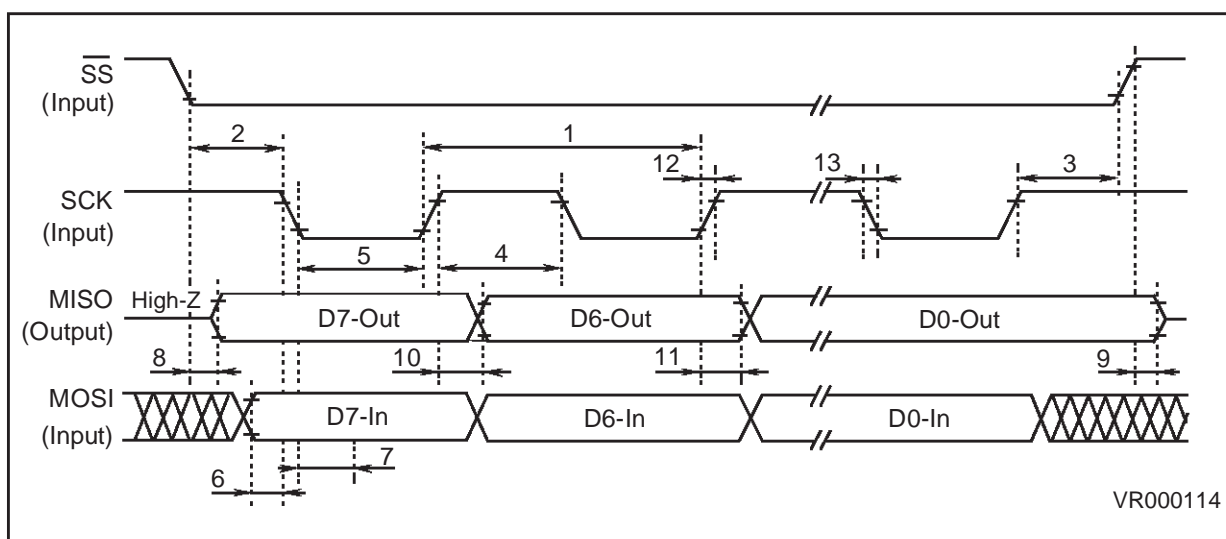 SS
(Input)
2
1
12
13
3
SCK
(Input)
5
4
MISO
High-Z
(Output)
D7-Out
D6-Out
D0-Out
8
10
11
9
MOSI
(Input)
D7-In
D6-In
D0-In
7
6
VR000114